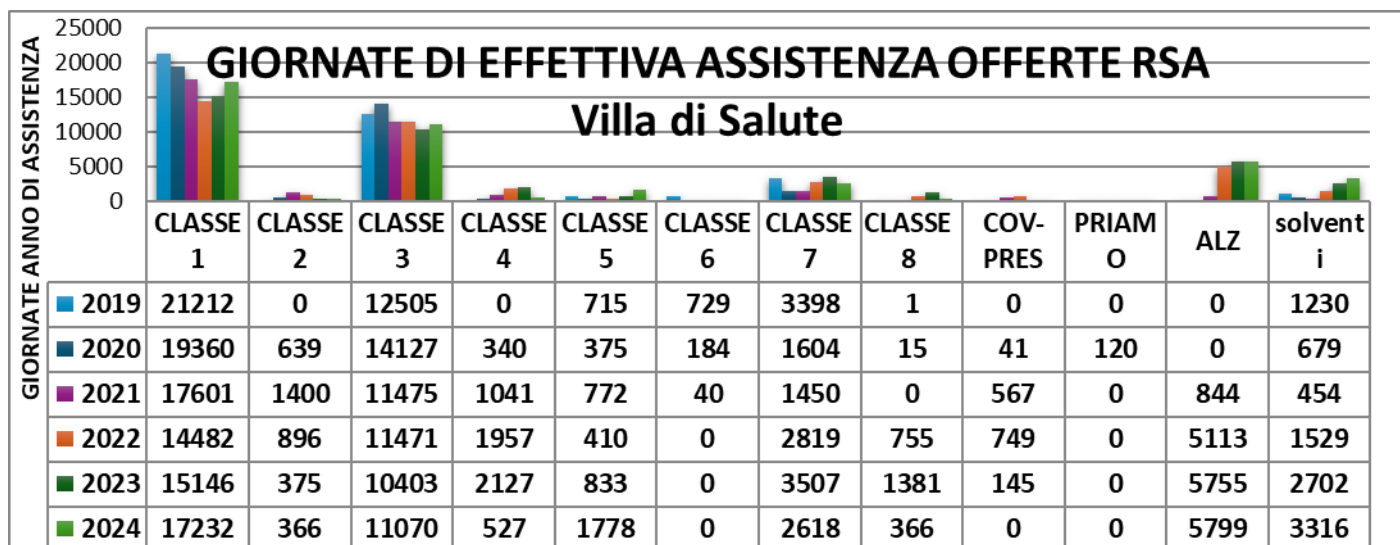 GIORNATE DI EFFETTIVA ASSISTENZA OFFERTE RSA
Villa di Salute
GIORNATE ANNO DI ASSISTENZA
25000
20000
15000
10000
5000
0
CLASSE 1 CLASSE 2 CLASSE 3 CLASSE 4 CLASSE 5 CLASSE 6 CLASSE 7 CLASSE 8 COV-PRES PRIAMO ALZ solventi
2019 21212 0 12505 0 715 729 3398 1 0 0 0 1230
2020 19360 639 14127 340 375 184 1604 15 41 120 0 679
2021 17601 1400 11475 1041 772 40 1450 0 567 0 844 454
2022 14482 896 11471 1957 410 0 2819 755 749 0 5113 1529
2023 15146 375 10403 2127 833 0 3507 1381 145 0 5755 2702
2024 17232 366 11070 527 1778 0 2618 366 0 0 5799 3316